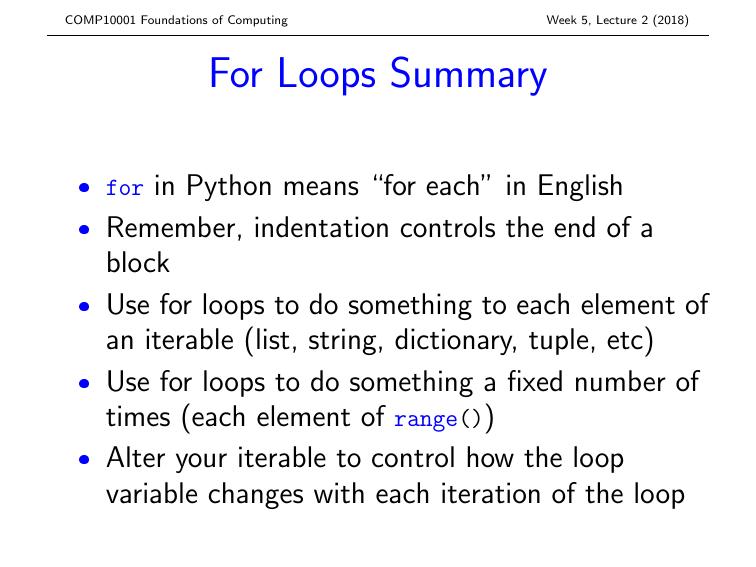 COMP10001 Foundations of Computing Week 5, Lecture 2 (2018)
For Loops Summary
• for in Python means “for each” in English
• Remember, indentation controls the end of a
block
• Use for loops to do something to each element of
an iterable (list, string, dictionary, tuple, etc)
• Use for loops to do something a fixed number of
times (each element of range())
• Alter your iterable to control how the loop
variable changes with each iteration of the loop